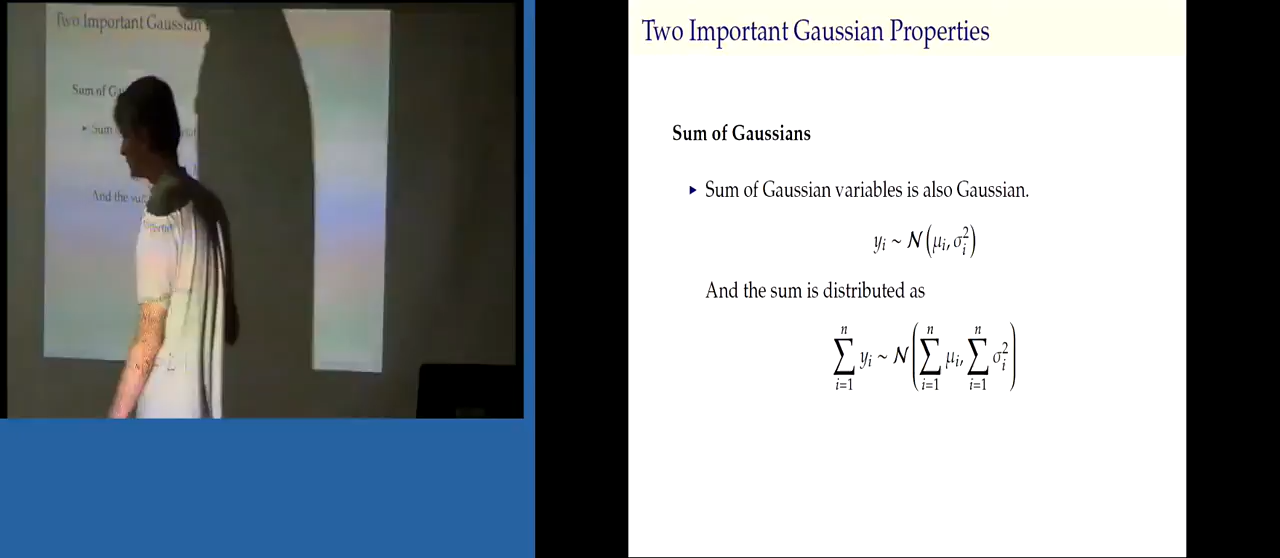 Two Important Gaussian
Sum of G
Sum
And the sum
Two Important Gaussian Properties
Sum of Gaussians
▸ Sum of Gaussian variables is also Gaussian.
y_i ~ N(μ_i, σ_i^2)
And the sum is distributed as
∑_{i=1}^{n} y_i ~ N(∑_{i=1}^{n} μ_i, ∑_{i=1}^{n} σ_i^2)